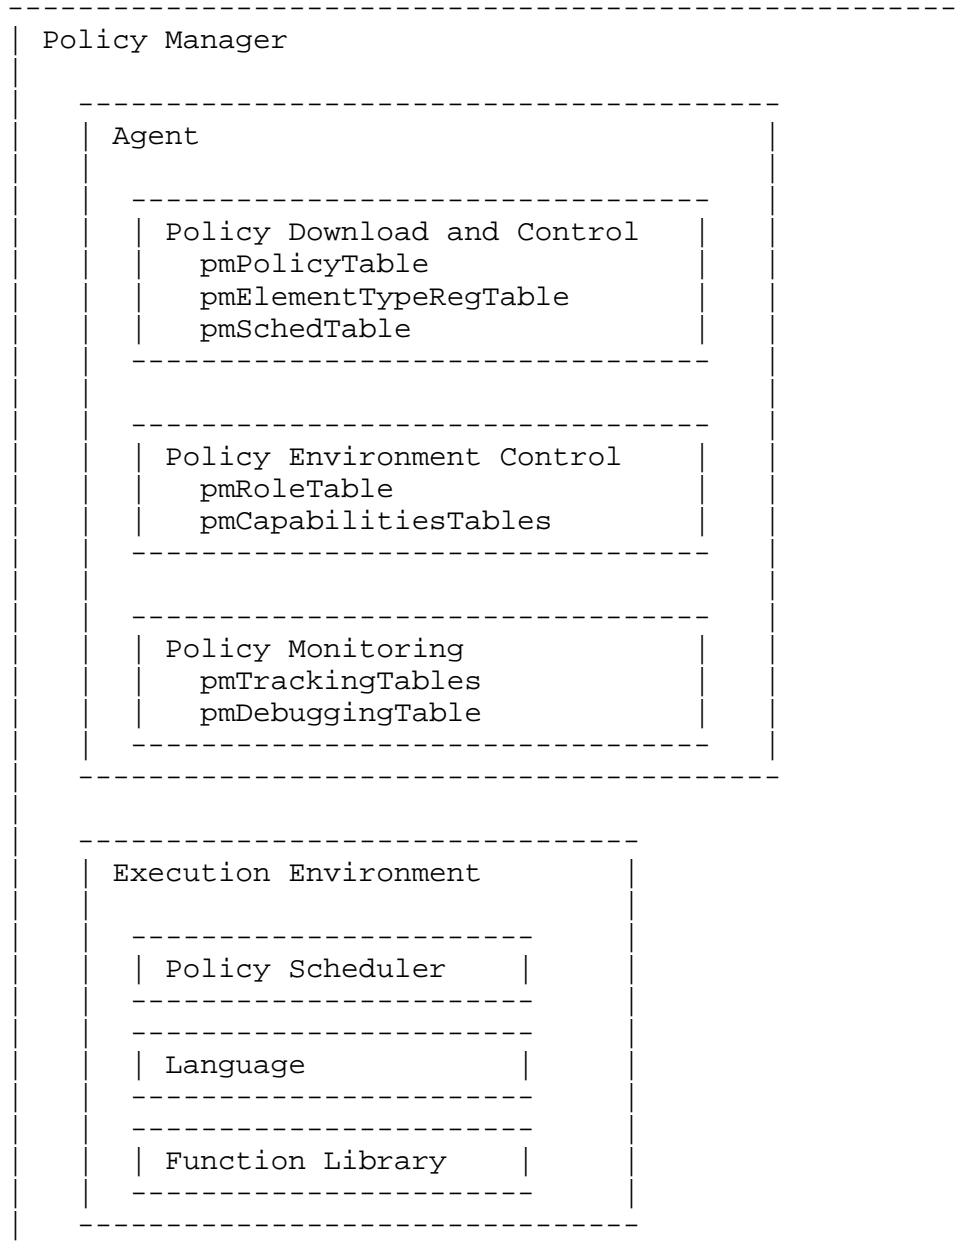 Policy Manager
Agent
Policy Download and Control
pmPolicyTable
pmElementTypeRegTable
pmSchedTable
Policy Environment Control
pmRoleTable
pmCapabilitiesTables
Policy Monitoring
pmTrackingTables
pmDebuggingTable
Execution Environment
Policy Scheduler
Language
Function Library